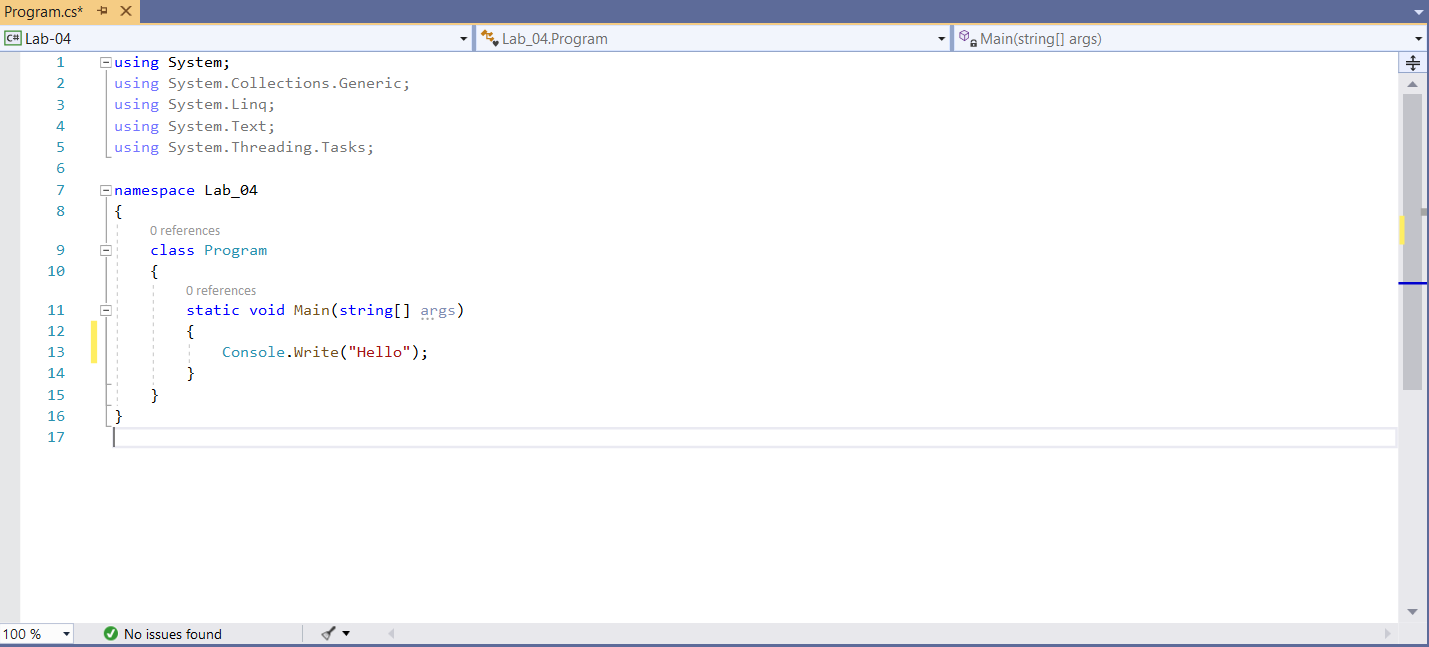 Program.cs*
C# Lab-04
Lab_04.Program
Main(string[] args)
1 using System;
2 using System.Collections.Generic;
3 using System.Linq;
4 using System.Text;
5 using System.Threading.Tasks;
6
7 namespace Lab_04
8 {
0 references
9 class Program
10 {
0 references
11 static void Main(string[] args)
12 {
13 Console.Write("Hello");
14 }
15 }
16 }
17
100 %
No issues found